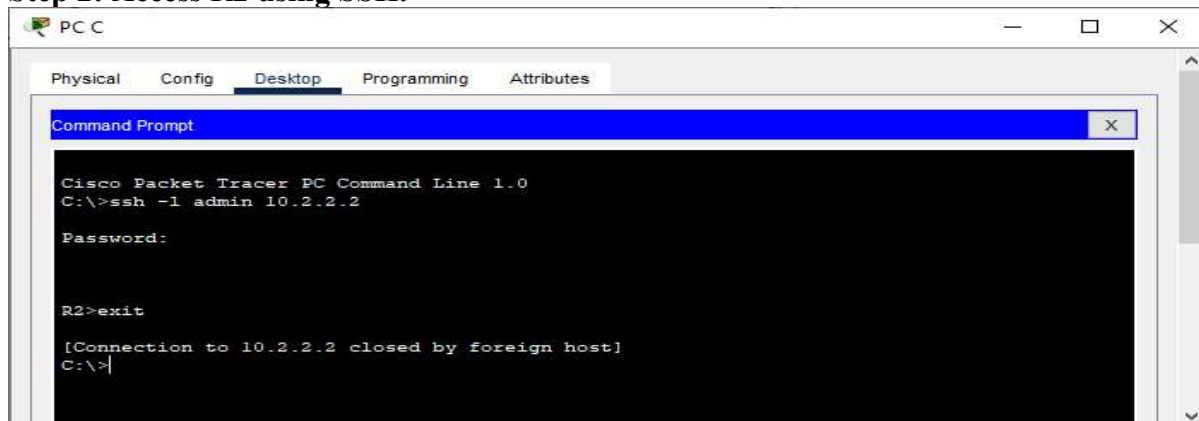 Step 2: Access R2 using SSH.
PC C
Physical Config Desktop Programming Attributes
Command Prompt X
Cisco Packet Tracer PC Command Line 1.0
C:\>ssh -l admin 10.2.2.2
Password:
R2>exit
[Connection to 10.2.2.2 closed by foreign host]
C:\>